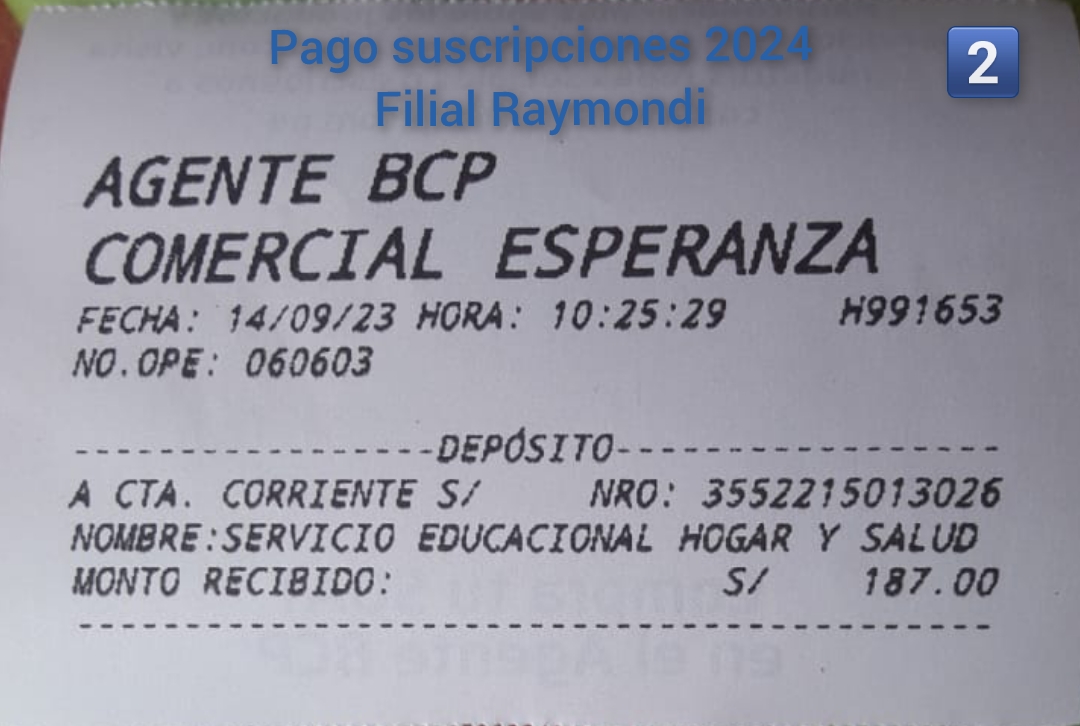 Pago suscripciones 2024
Filial Raymondi
2
AGENTE BCP
COMERCIAL ESPERANZA
FECHA: 14/09/23 HORA: 10:25:29 H991653
NO.OPE: 060603
------------------DEPÓSITO-------------------
A CTA. CORRIENTE S/ NRO: 3552215013026
NOMBRE:SERVICIO EDUCACIONAL HOGAR Y SALUD
MONTO RECIBIDO: S/ 187.00
----------------------------------------------